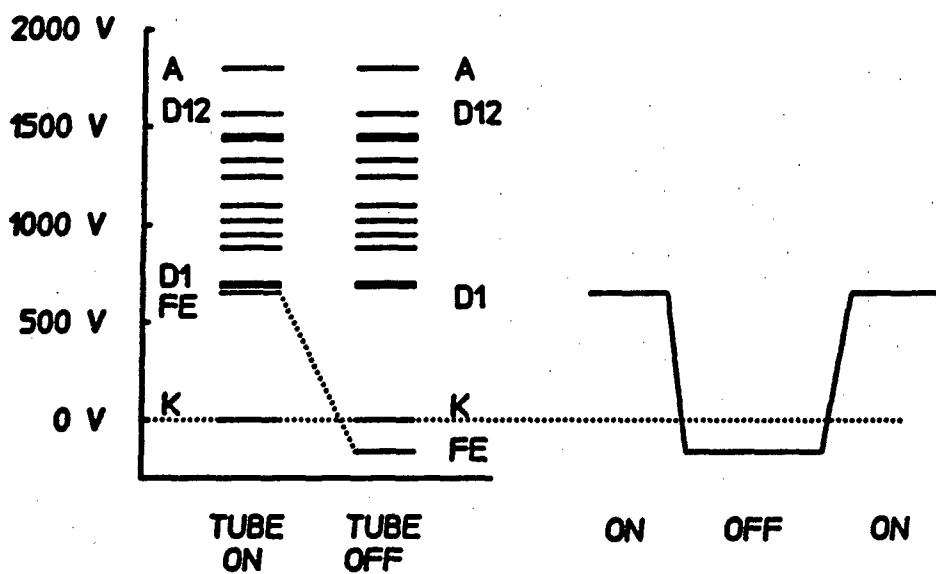 2000 V
A
A
D12
D12
1500 V
1000 V
D1
D1
FE
500 V
K
K
0 V
FE
TUBE ON
TUBE OFF
ON
OFF
ON